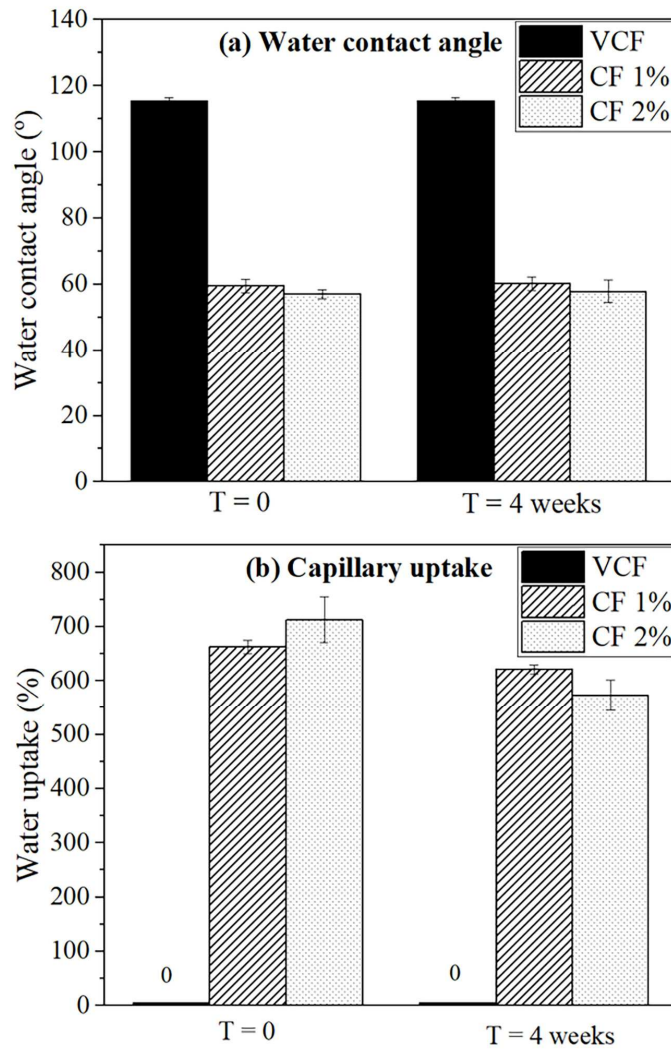 140
(a) Water contact angle
VCF
CF 1%
CF 2%
120
100
80
60
40
20
0
Water contact angle (°)
T = 0
T = 4 weeks
(b) Capillary uptake
VCF
CF 1%
CF 2%
800
700
600
500
400
300
200
100
0
Water uptake (%)
0
0
T = 0
T = 4 weeks